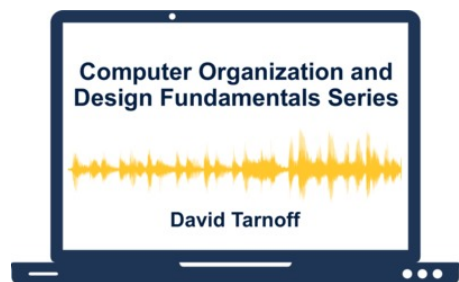 Computer Organization and
Design Fundamentals Series
David Tarnoff